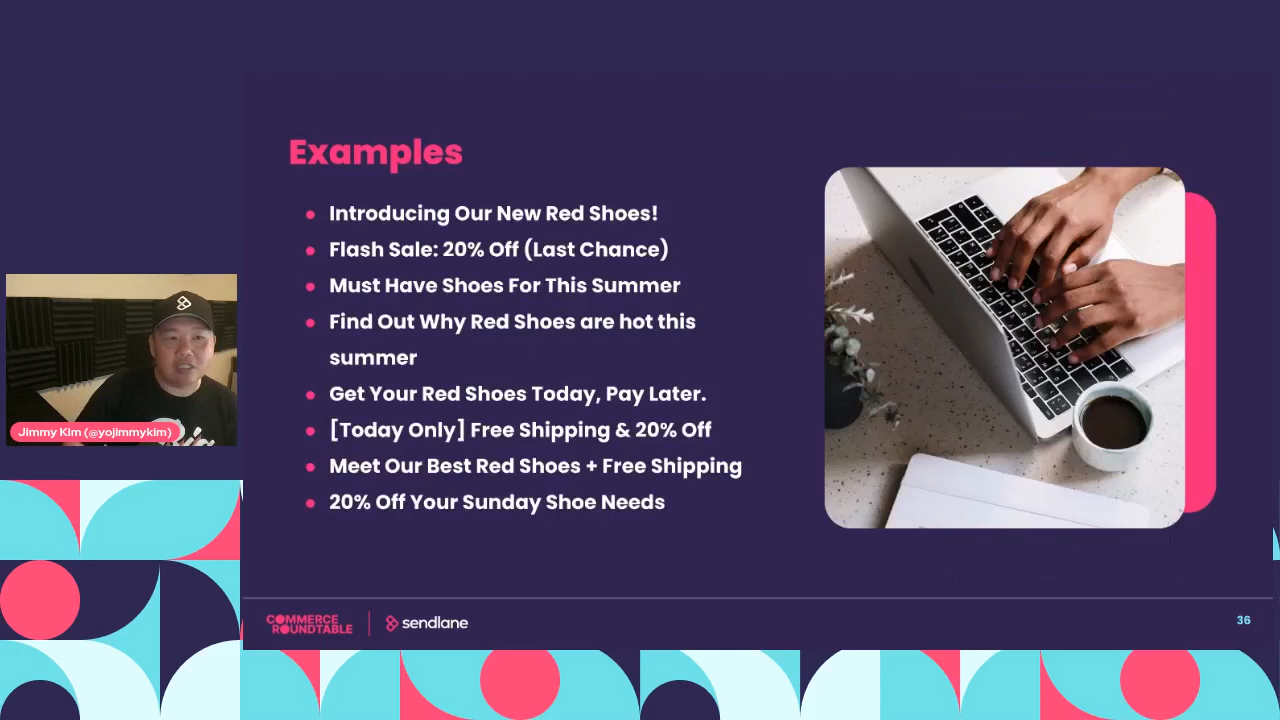 Examples
Introducing Our New Red Shoes!
Flash Sale: 20% Off (Last Chance)
Must Have Shoes For This Summer
Find Out Why Red Shoes are hot this
summer
Get Your Red Shoes Today, Pay Later.
[Today Only] Free Shipping & 20% Off
Meet Our Best Red Shoes + Free Shipping
20% Off Your Sunday Shoe Needs
Jimmy Kim (@yojimmykim)
COMMERCE
ROUNDTABLE
sendlane
36